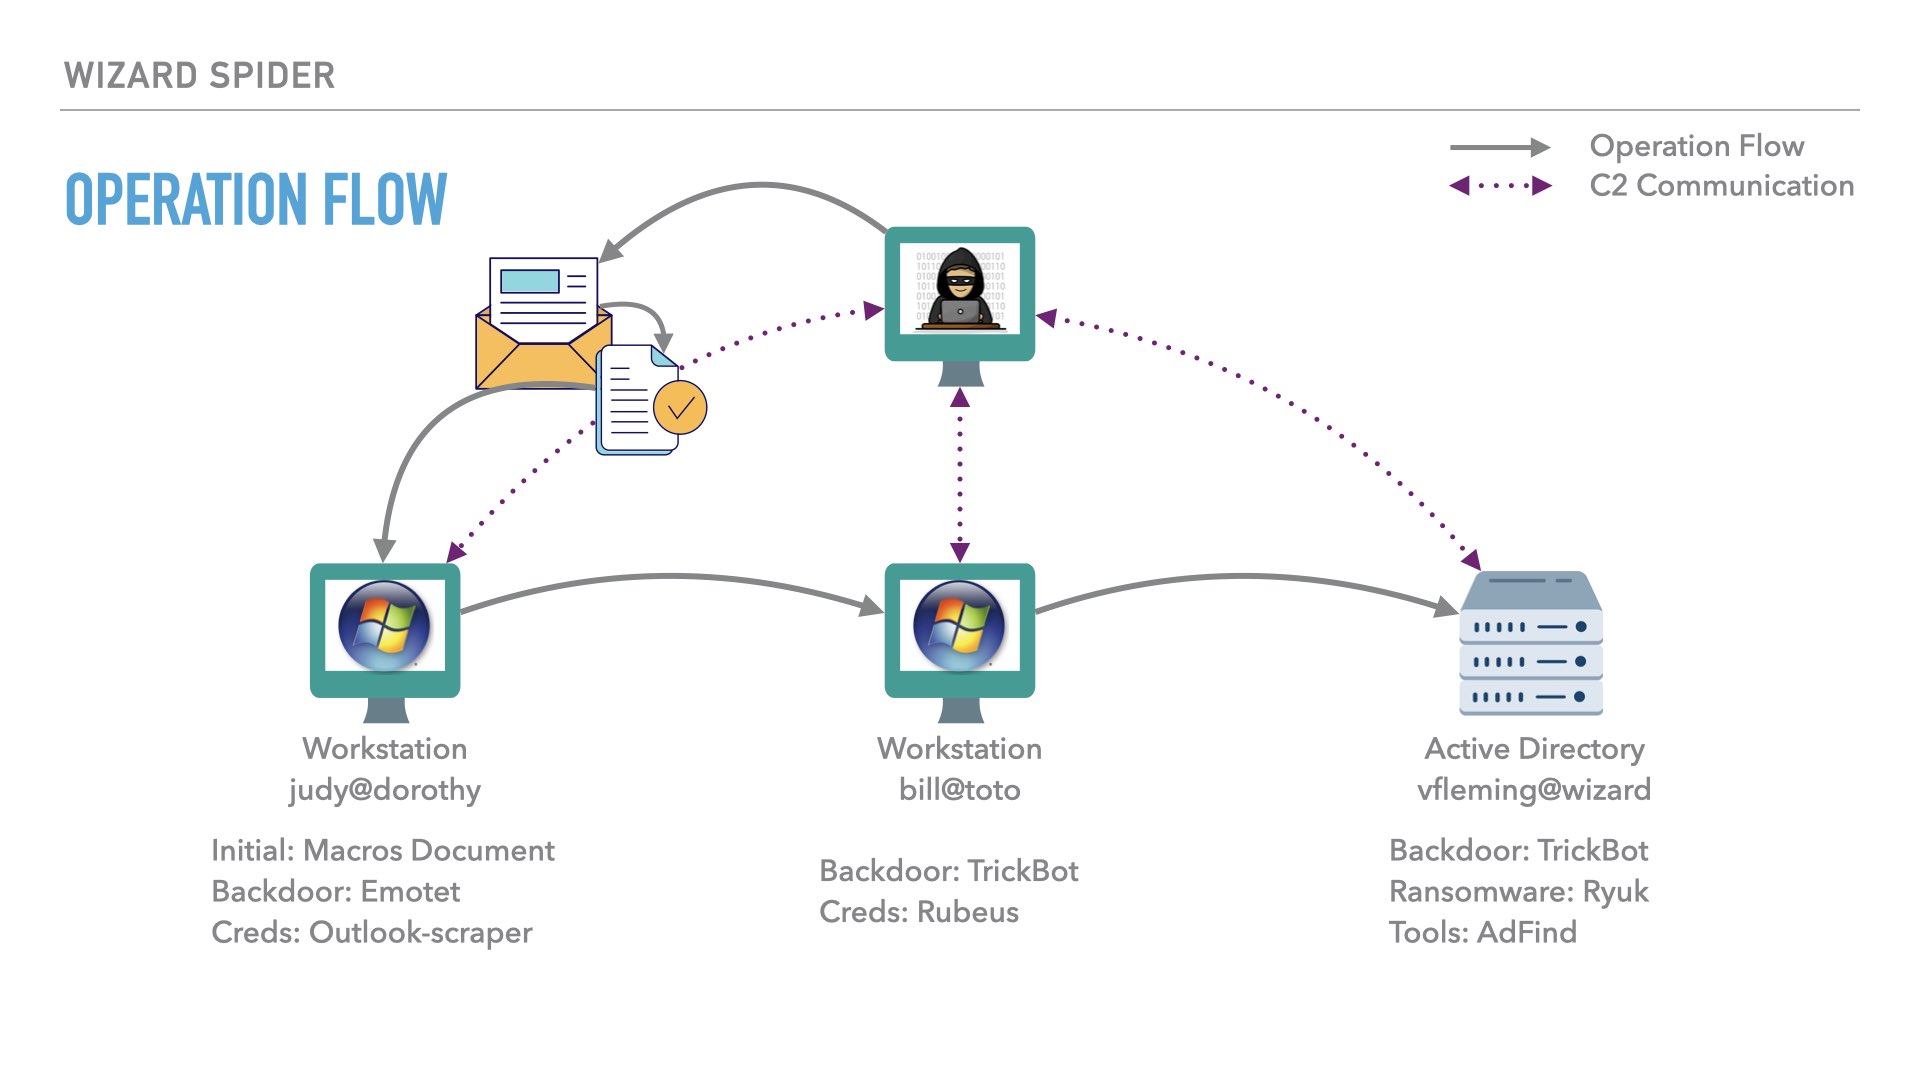 WIZARD SPIDER
OPERATION FLOW
Operation Flow
C2 Communication
Workstation
judy@dorothy
Initial: Macros Document
Backdoor: Emotet
Creds: Outlook-scraper
Workstation
bill@toto
Backdoor: TrickBot
Creds: Rubeus
Active Directory
vfleming@wizard
Backdoor: TrickBot
Ransomware: Ryuk
Tools: AdFind